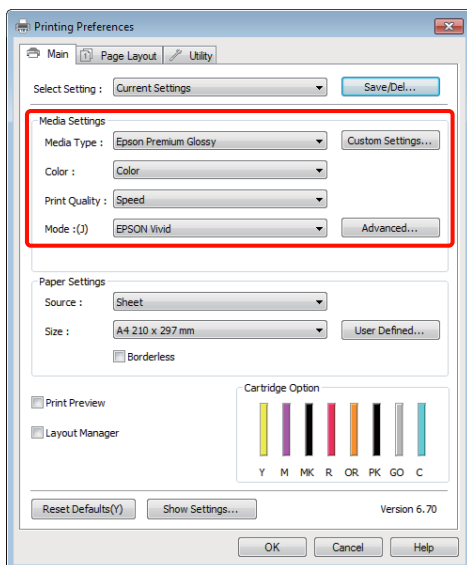 Printing Preferences
Main Page Layout Utility
Select Setting : Current Settings Save/Del...
Media Settings
Media Type : Epson Premium Glossy Custom Settings...
Color : Color
Print Quality : Speed
Mode :(J) EPSON Vivid Advanced...
Paper Settings
Source : Sheet
Size : A4 210 x 297 mm User Defined...
Borderless
Cartridge Option
Print Preview
Layout Manager
Y M MK R OR PK GO C
Reset Defaults(Y) Show Settings... Version 6.70
OK Cancel Help